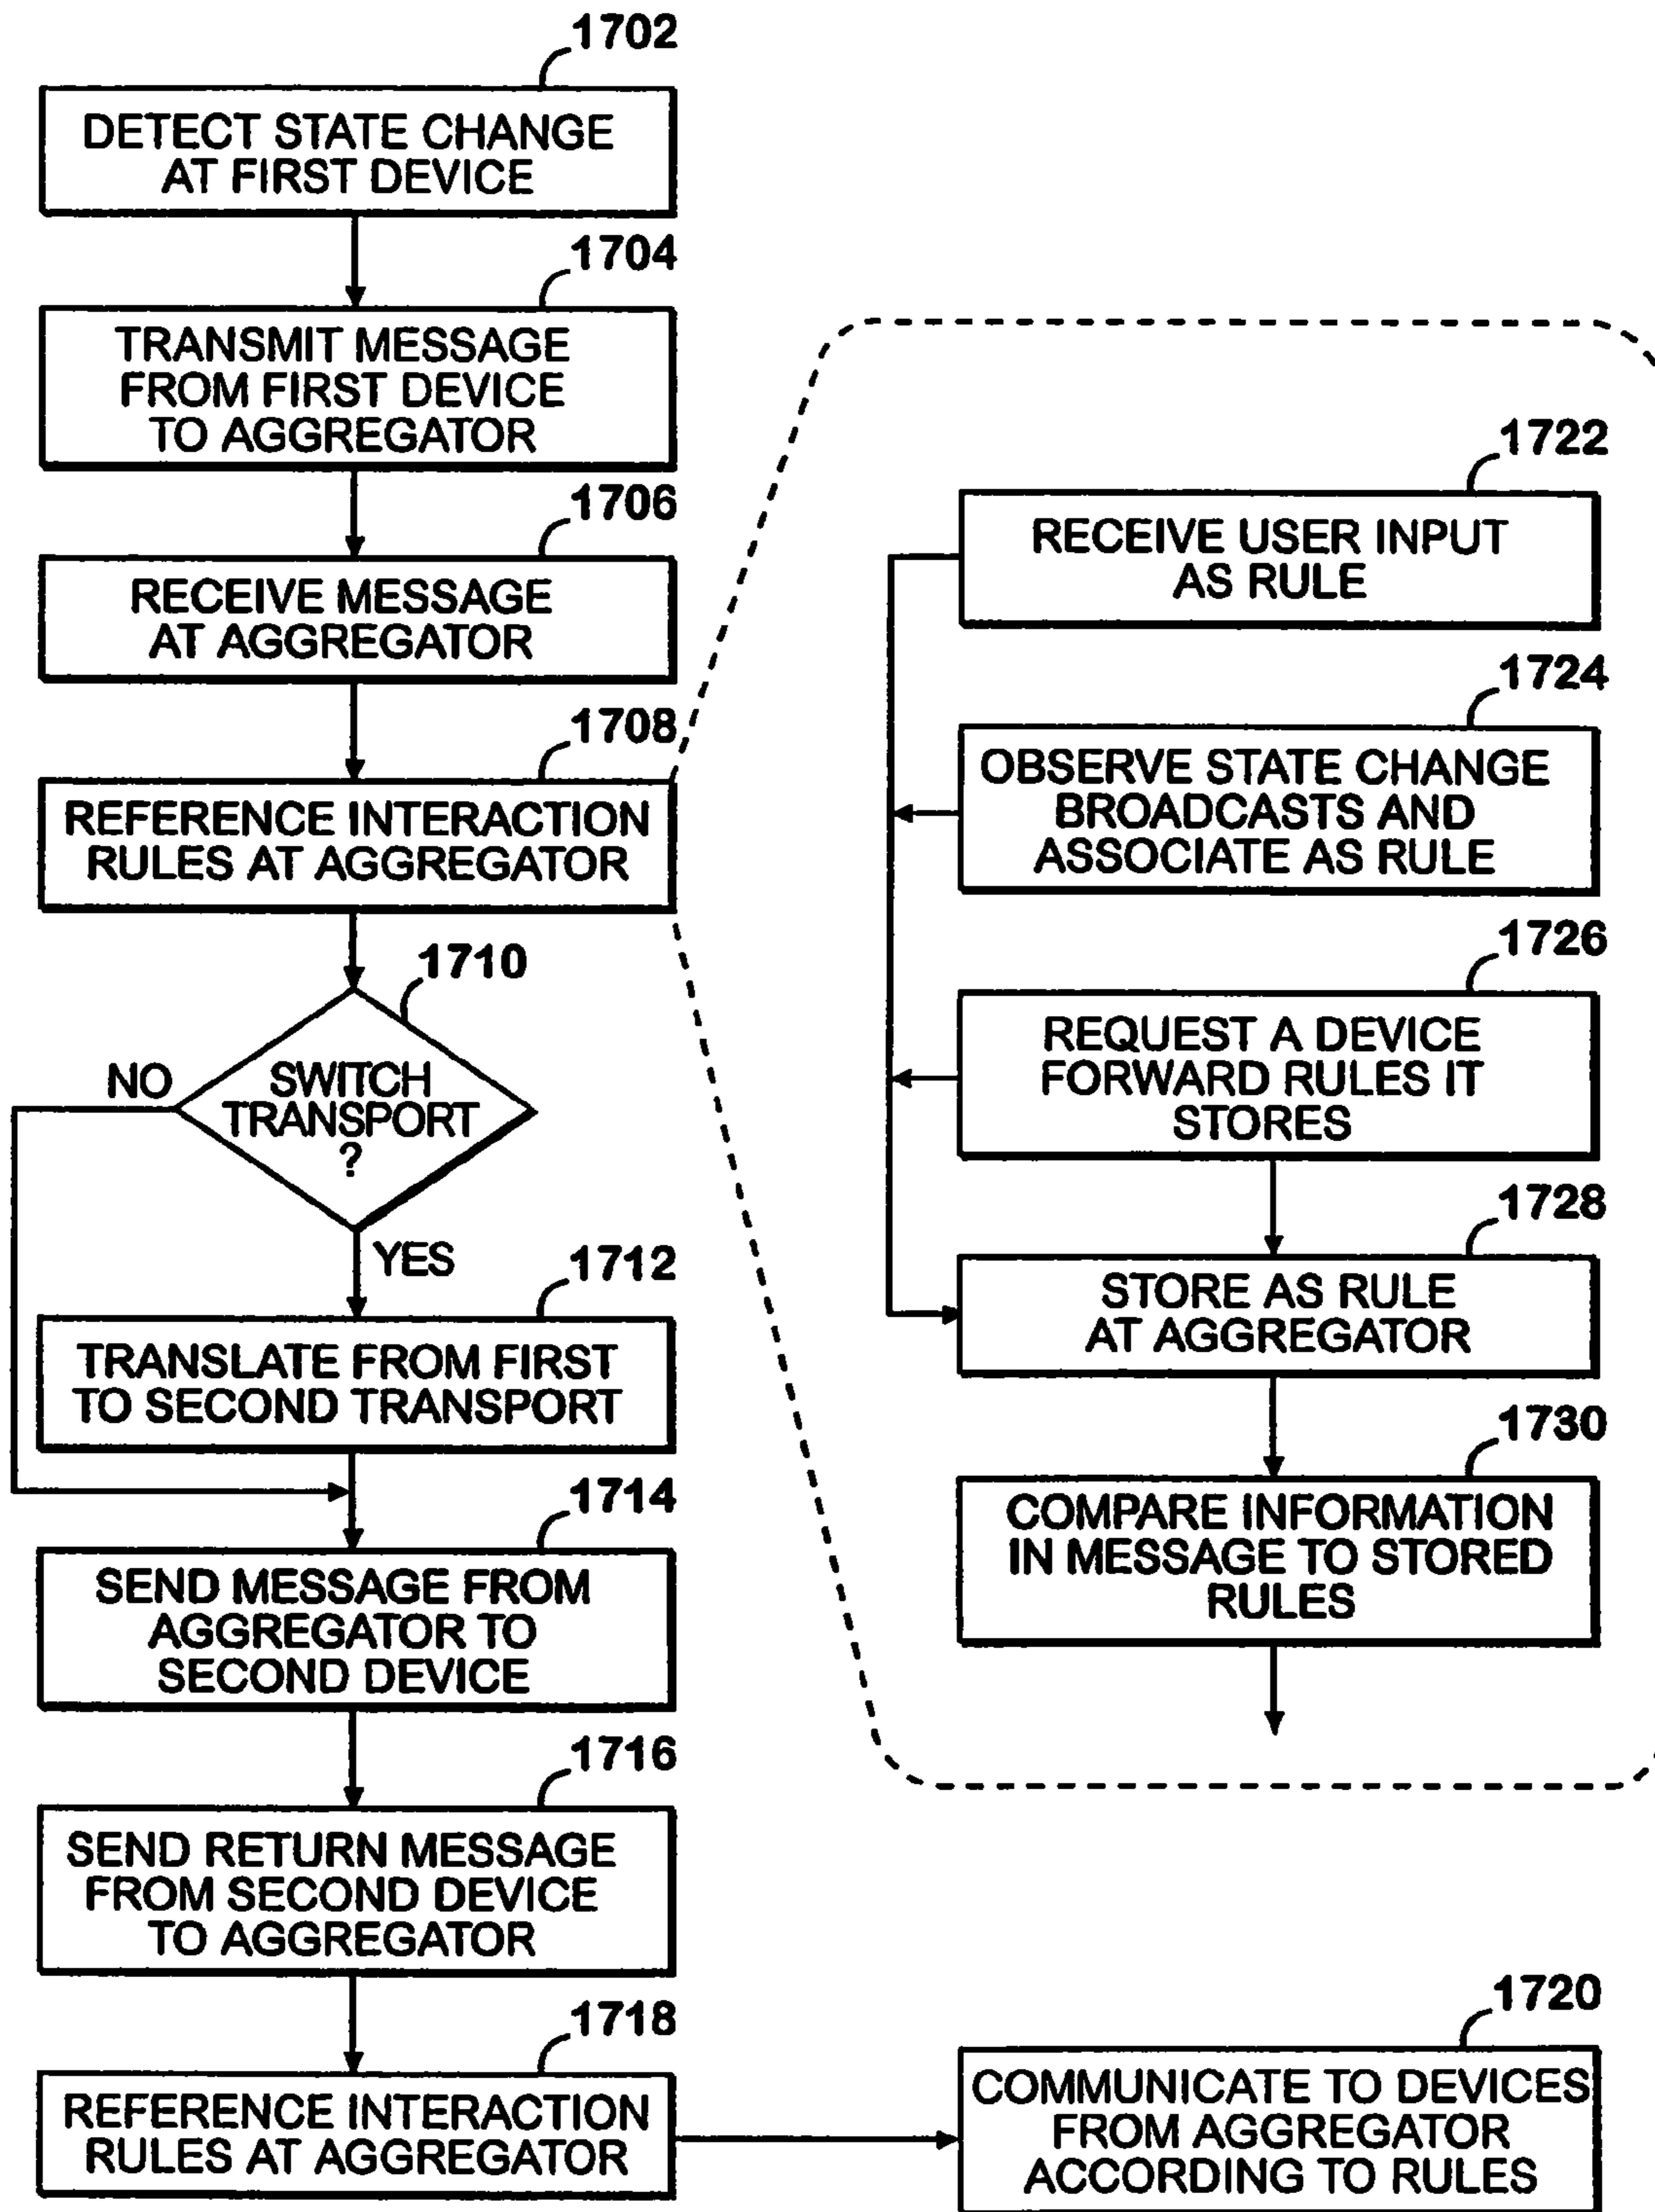 1702
DETECT STATE CHANGE
AT FIRST DEVICE
1704
TRANSMIT MESSAGE
FROM FIRST DEVICE
TO AGGREGATOR
1706
RECEIVE MESSAGE
AT AGGREGATOR
1708
REFERENCE INTERACTION
RULES AT AGGREGATOR
1710
SWITCH
TRANSPORT
?
NO
YES
1712
TRANSLATE FROM FIRST
TO SECOND TRANSPORT
1714
SEND MESSAGE FROM
AGGREGATOR TO
SECOND DEVICE
1716
SEND RETURN MESSAGE
FROM SECOND DEVICE
TO AGGREGATOR
1718
REFERENCE INTERACTION
RULES AT AGGREGATOR
1720
COMMUNICATE TO DEVICES
FROM AGGREGATOR
ACCORDING TO RULES
1722
RECEIVE USER INPUT
AS RULE
1724
OBSERVE STATE CHANGE
BROADCASTS AND
ASSOCIATE AS RULE
1726
REQUEST A DEVICE
FORWARD RULES IT
STORES
1728
STORE AS RULE
AT AGGREGATOR
1730
COMPARE INFORMATION
IN MESSAGE TO STORED
RULES